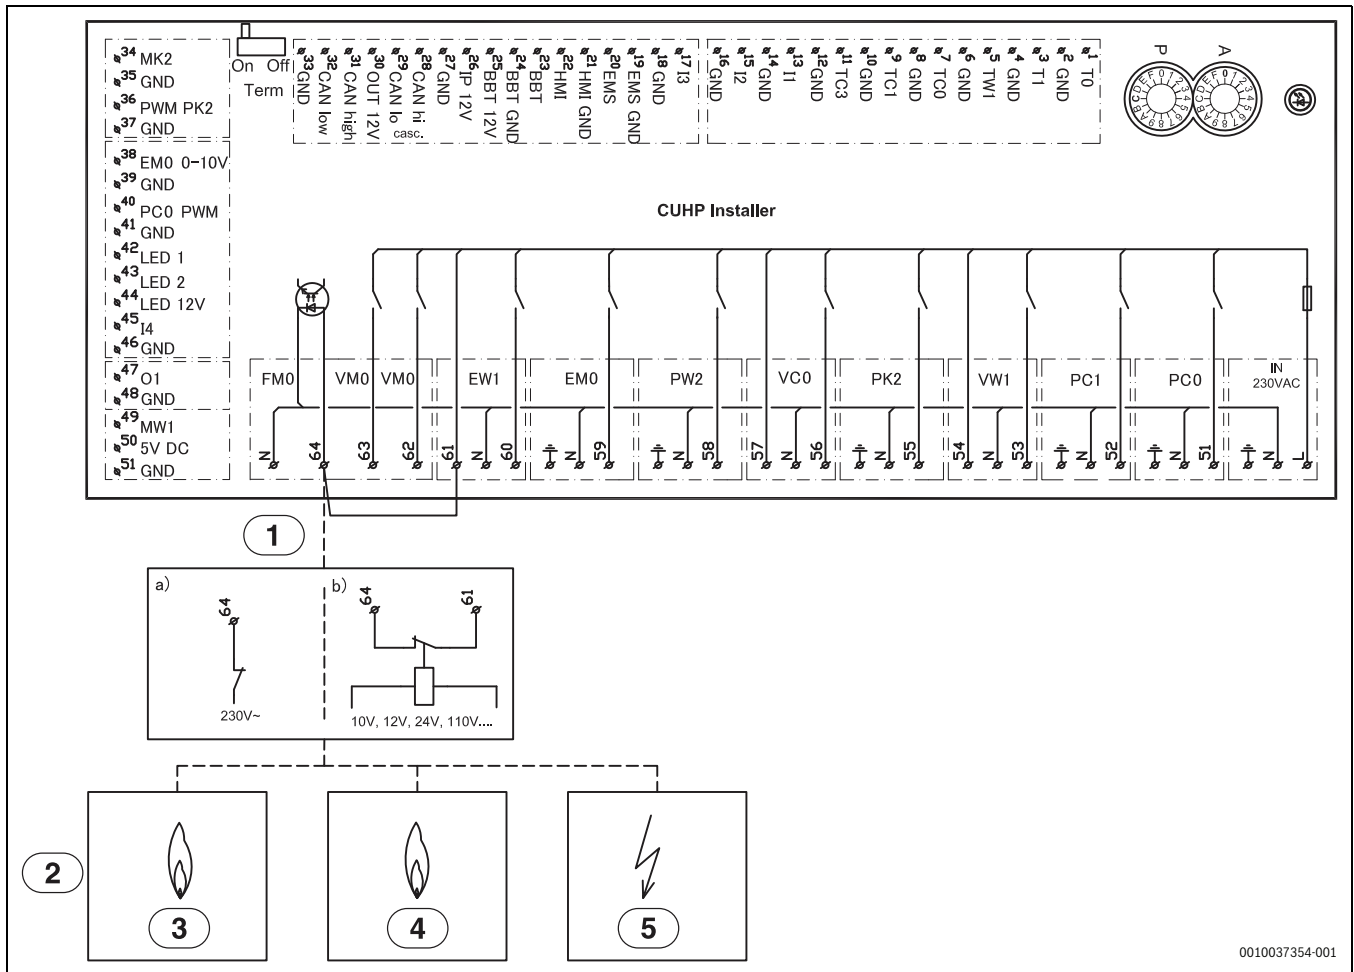 34 MK2
35 GND
36 PWM PK2
37 GND
38 EM0 0-10V
39 GND
40 PC0 PWM
41 GND
42 LED 1
43 LED 2
44 LED 12V
45 I4
46 GND
47 O1
48 GND
49 MW1
50 5V DC
51 GND
On Off
Term
33 GND
32 CAN low
31 CAN high
30 OUT 12V
29 CAN lo
28 CAN hi
casc.
27 GND
26 IP 12V
25 BBT 12V
24 BBT GND
23 BBT
22 HMI
21 HMI GND
20 EMS
19 EMS GND
18 GND
17 I3
16 GND
15 I2
14 GND
13 I1
12 GND
11 TC3
10 GND
9 TC1
8 GND
7 TC0
6 GND
5 TW1
4 GND
3 T1
2 GND
1 T0
P
0123456789ABCDEF
A
0123456789ABCDEF
CUHP Installer
FM0 VM0 VM0 EW1 EM0 PW2 VC0 PK2 VW1 PC1 PC0 IN
230VAC
N 64 63 62 61 N 60 N 59 N 58 57 N 56 N 55 54 N 53 N 52 N 51 N L
1
a)
64
230V~
b)
64 61
10V, 12V, 24V, 110V....
2
3
4
5
0010037354-001